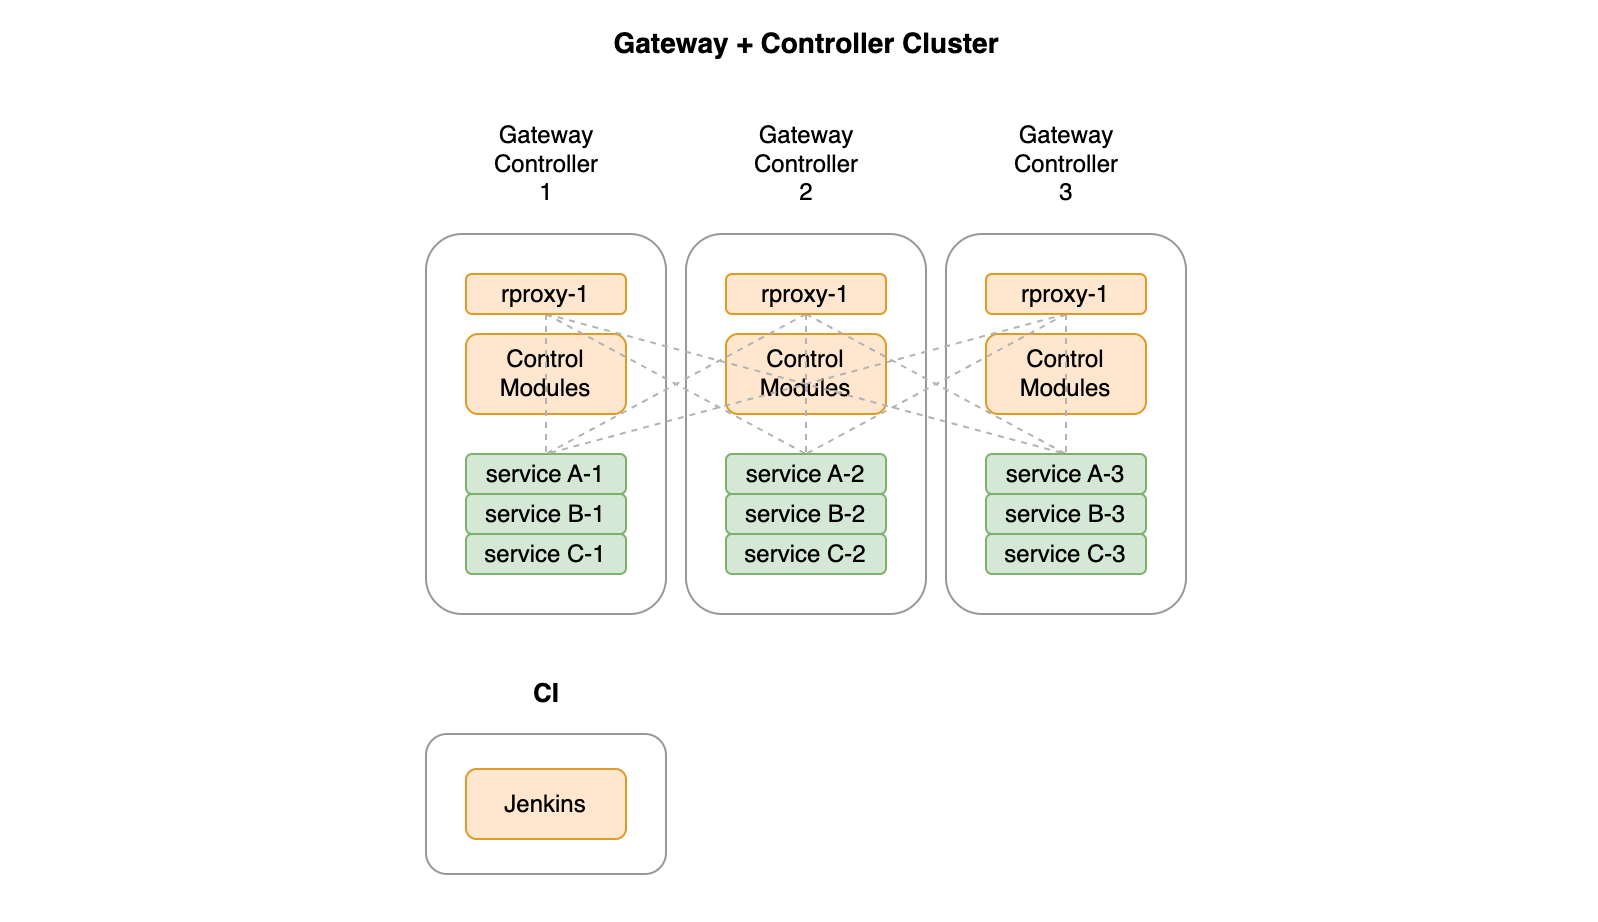 Gateway + Controller Cluster
Gateway
Controller
1
Gateway
Controller
2
Gateway
Controller
3
rproxy-1
Control
Modules
service A-1
service B-1
service C-1
rproxy-1
Control
Modules
service A-2
service B-2
service C-2
rproxy-1
Control
Modules
service A-3
service B-3
service C-3
CI
Jenkins